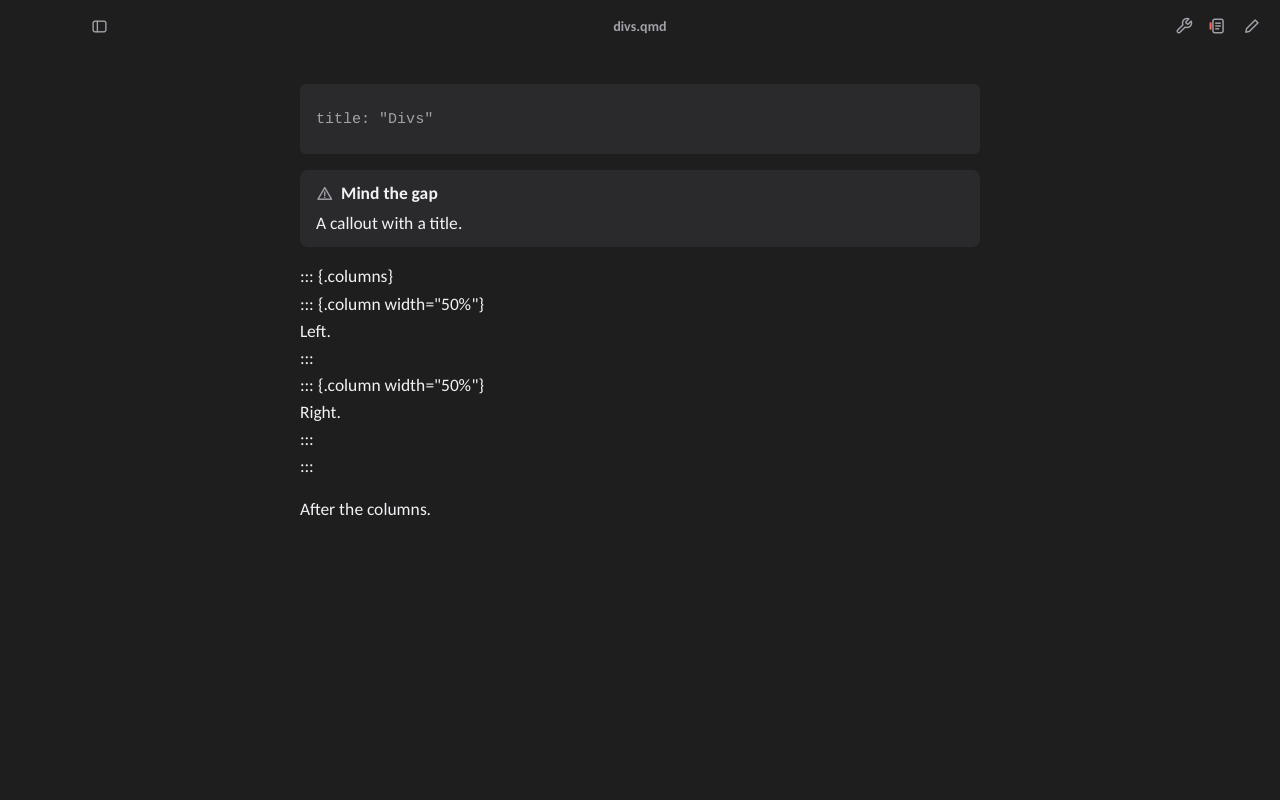 divs.qmd
title: "Divs"
Mind the gap
A callout with a title.
::: {.columns}
::: {.column width="50%"}
Left.
:::
::: {.column width="50%"}
Right.
:::
:::
After the columns.